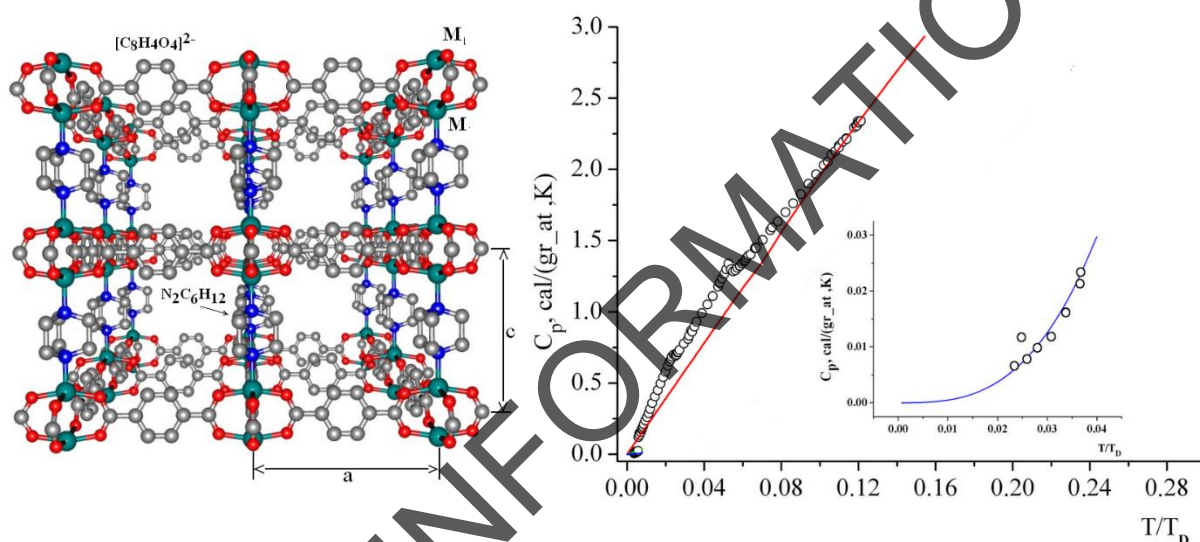 [C8H4O4]2-
M1
M
N2C6H12
c
a
INFORMATIO
Cp, cal/(gr_at ,K)
3.0
2.5
2.0
1.5
1.0
0.5
0.0
0.00 0.04 0.08 0.12 0.16 0.20 0.24 0.28
T/TD
Cp, cal/(gr_at ,K)
0.03
0.02
0.01
0.00
0.00 0.01 0.02 0.03 0.04
T/TD